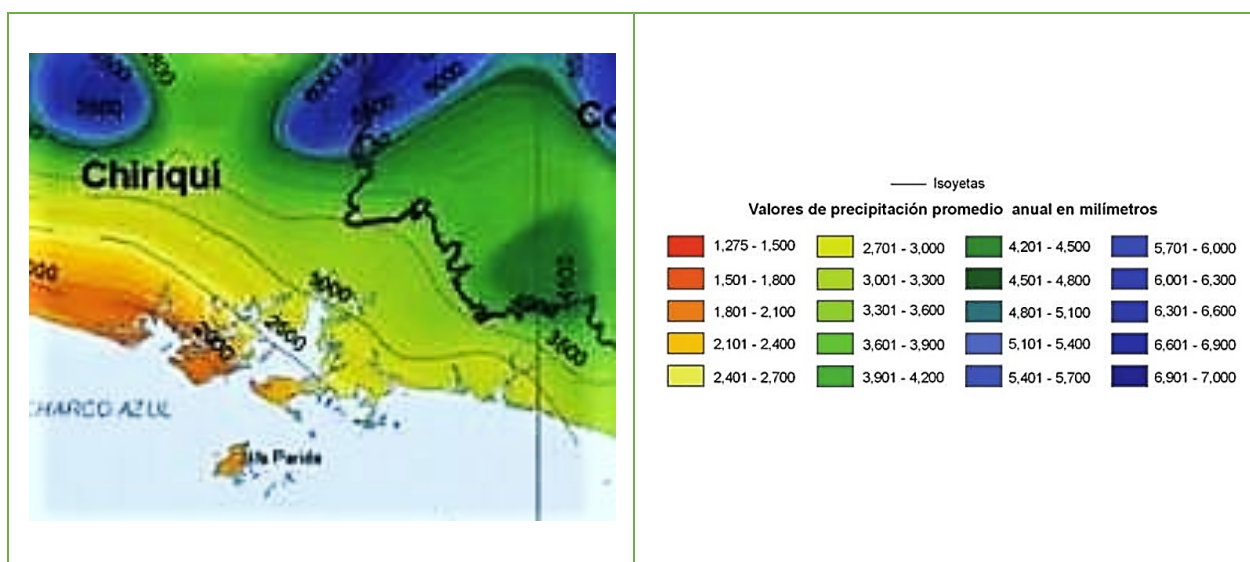 Chiriquí
3000
2500
3500
CHARCO AZUL
Isla Parida
Isoyetas
Valores de precipitación promedio anual en milímetros
1,275 - 1,500
1,501 - 1,800
1,801 - 2,100
2,101 - 2,400
2,401 - 2,700
2,701 - 3,000
3,001 - 3,300
3,301 - 3,600
3,601 - 3,900
3,901 - 4,200
4,201 - 4,500
4,501 - 4,800
4,801 - 5,100
5,101 - 5,400
5,401 - 5,700
5,701 - 6,000
6,001 - 6,300
6,301 - 6,600
6,601 - 6,900
6,901 - 7,000